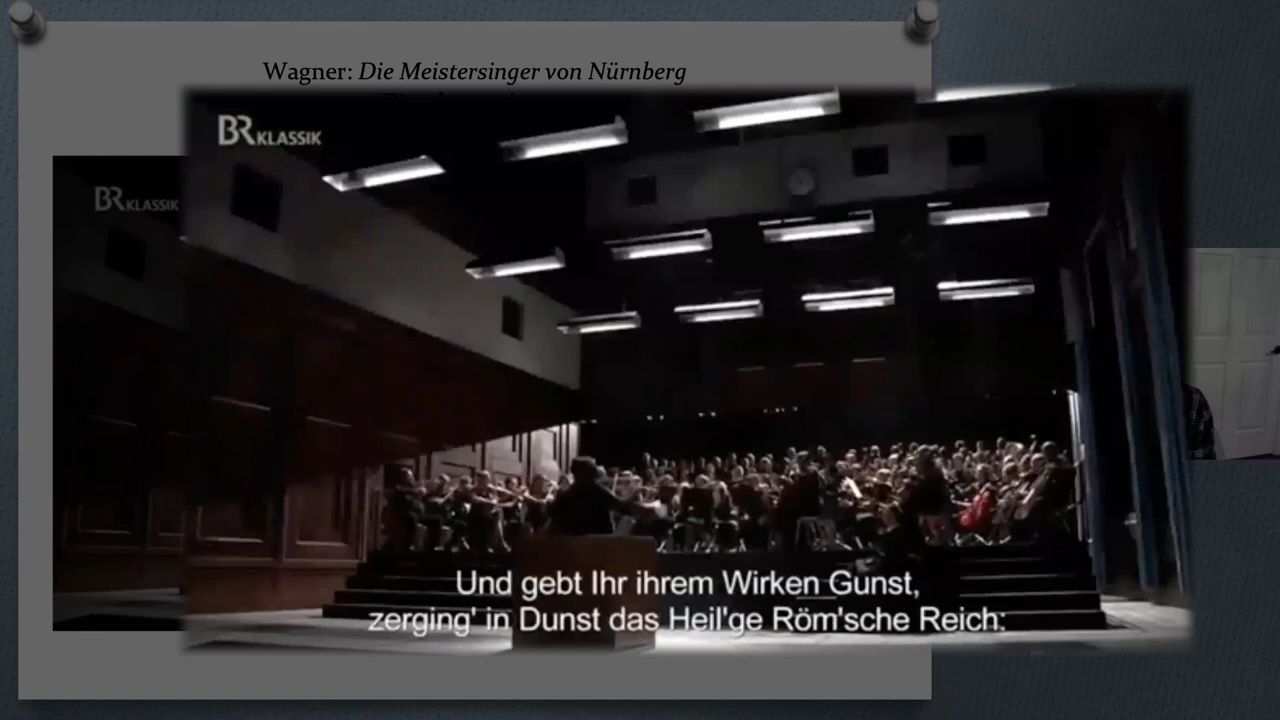 Wagner: Die Meistersinger von Nürnberg
BR KLASSIK
BR KLASSIK
Und gebt Ihr ihrem Wirken Gunst,
zerging' in Dunst das Heil'ge Röm'sche Reich: